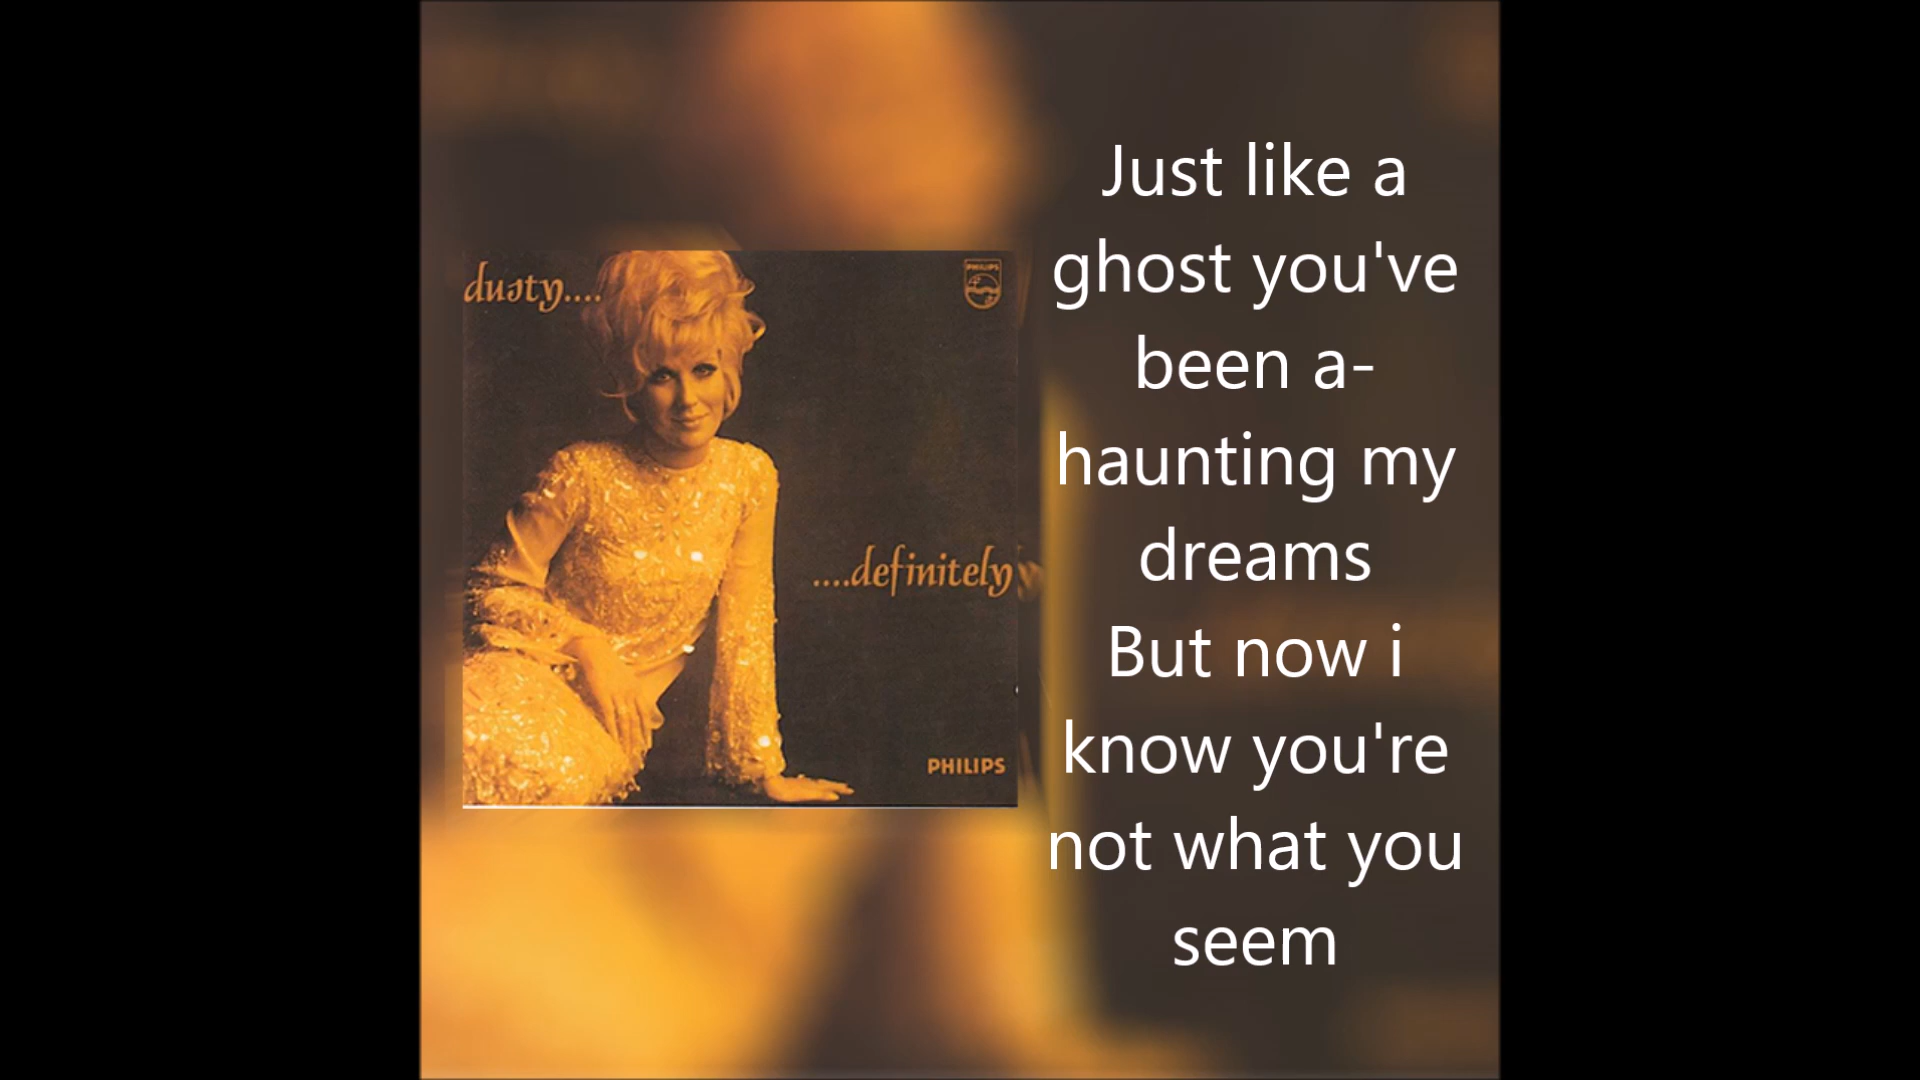 dusty....
PHILIPS
....definitely
PHILIPS
Just like a
ghost you've
been a-
haunting my
dreams
But now i
know you're
not what you
seem